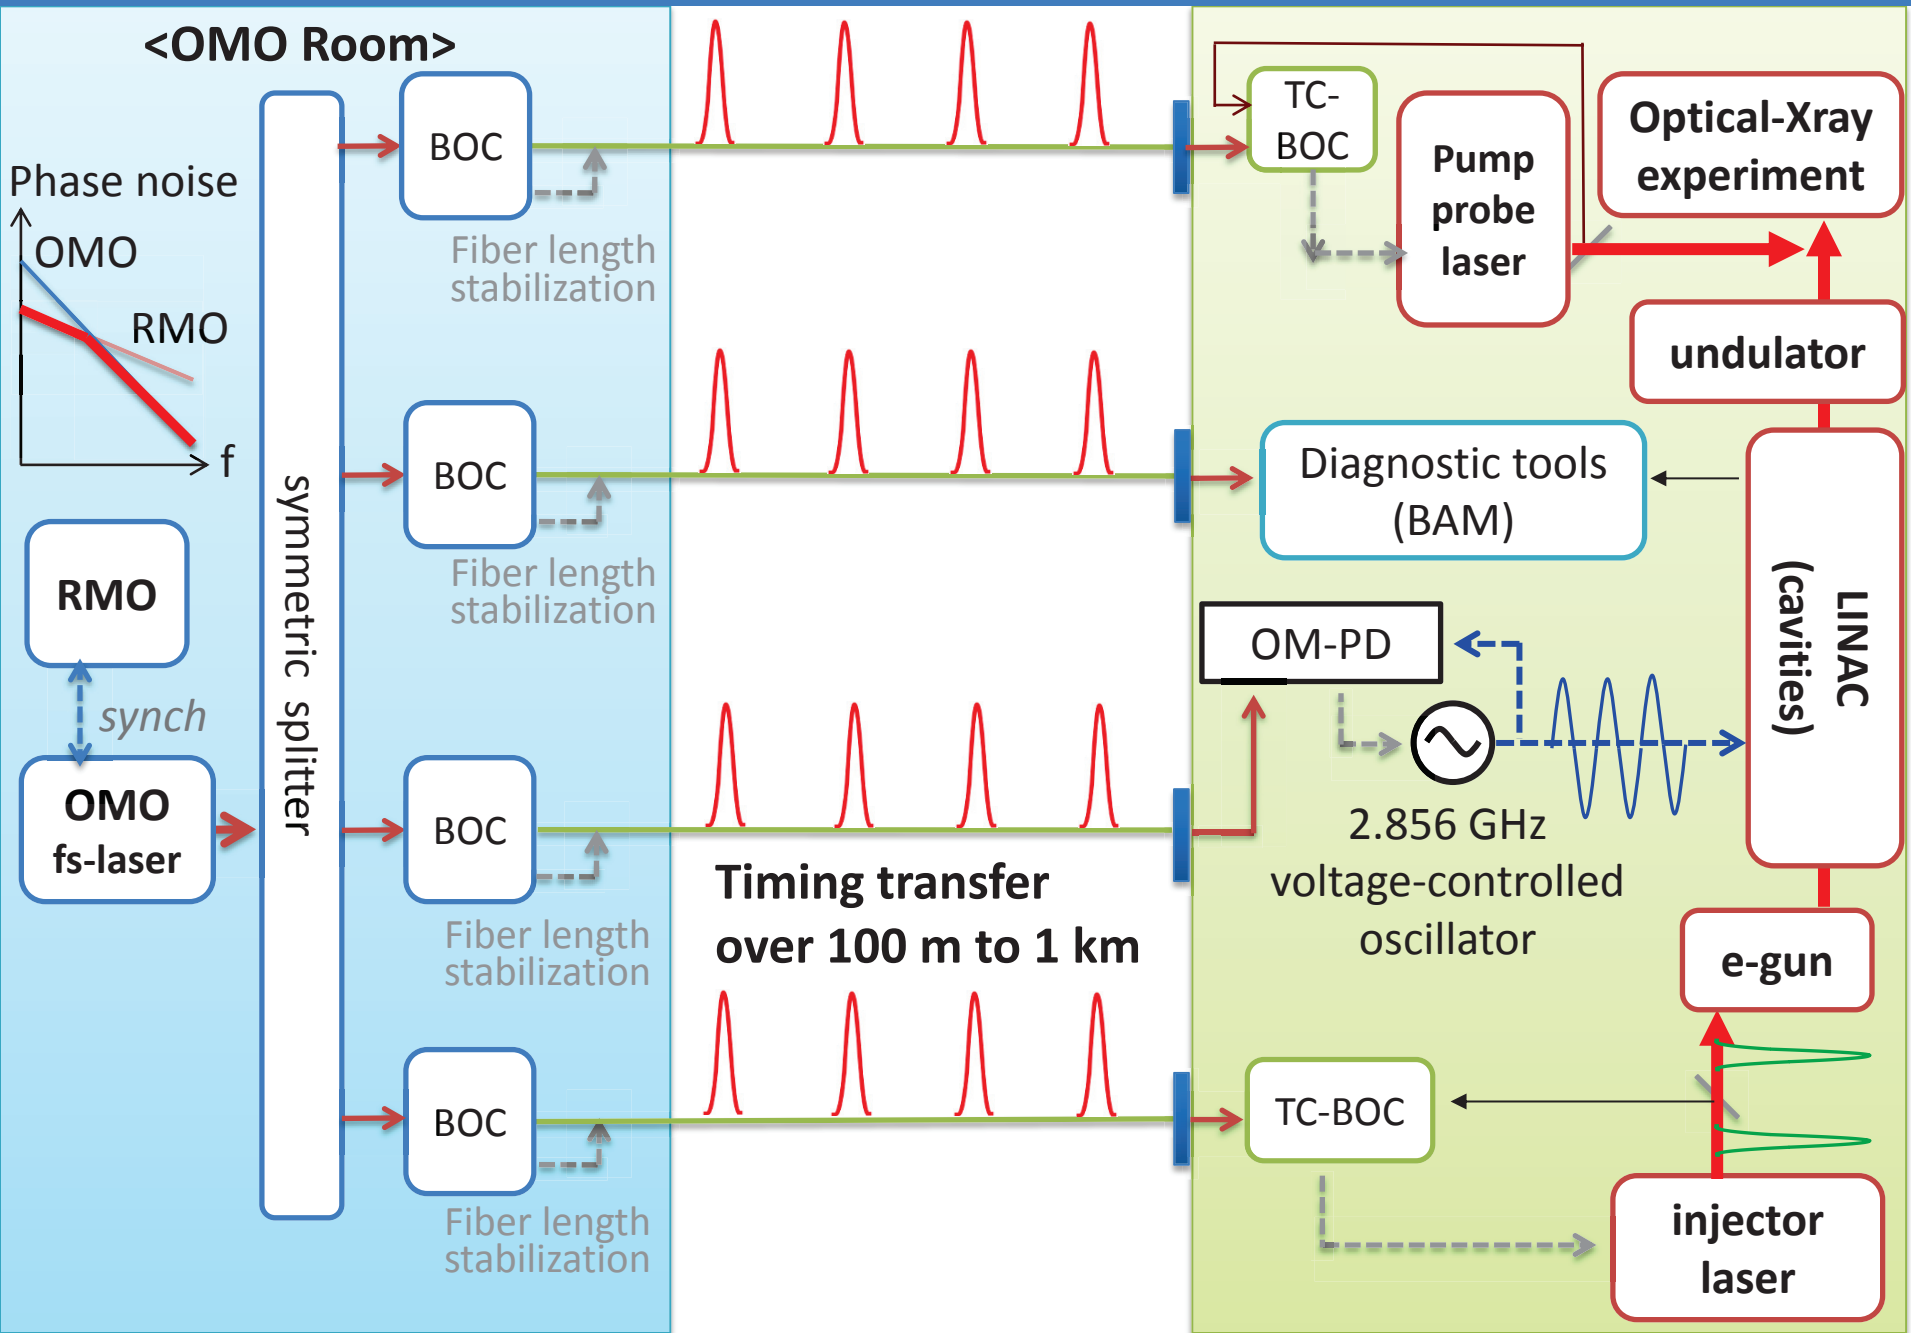 <OMO Room>
Phase noise
OMO
RMO
f
RMO
synch
OMO
fs-laser
symmetric splitter
BOC
Fiber length
stabilization
BOC
Fiber length
stabilization
BOC
Fiber length
stabilization
BOC
Fiber length
stabilization
Timing transfer
over 100 m to 1 km
TC-
BOC
Pump
probe
laser
Optical-Xray
experiment
undulator
Diagnostic tools
(BAM)
LINAC
(cavities)
OM-PD
2.856 GHz
voltage-controlled
oscillator
e-gun
TC-BOC
injector
laser